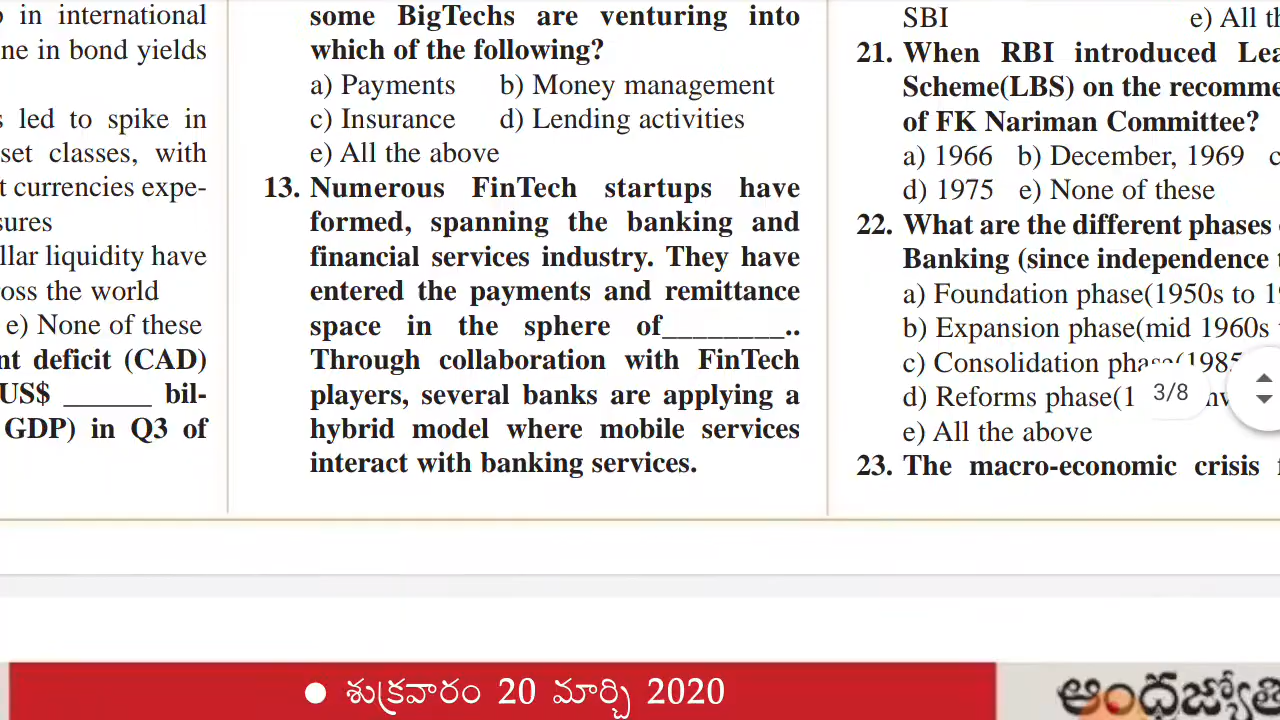 in international
ne in bond yields
led to spike in
set classes, with
t currencies expe-
sures
llar liquidity have
oss the world
e) None of these
nt deficit (CAD)
US$ ______ bil-
GDP) in Q3 of
some BigTechs are venturing into
which of the following?
a) Payments b) Money management
c) Insurance d) Lending activities
e) All the above
13. Numerous FinTech startups have
formed, spanning the banking and
financial services industry. They have
entered the payments and remittance
space in the sphere of________..
Through collaboration with FinTech
players, several banks are applying a
hybrid model where mobile services
interact with banking services.
SBI e) All
21. When RBI introduced
Scheme(LBS) on the recomme
of FK Nariman Committee?
a) 1966 b) December, 1969
d) 1975 e) None of these
22. What are the different phases
Banking (since independence
a) Foundation phase(1950s to
b) Expansion phase(mid 1960s
c) Consolidation phase(1985
d) Reforms phase(1
e) All the above
23. The macro-economic crisis
3/8
● శుక్రవారం 20 మార్చి 2020
ఆంధ్రజ్యోతి